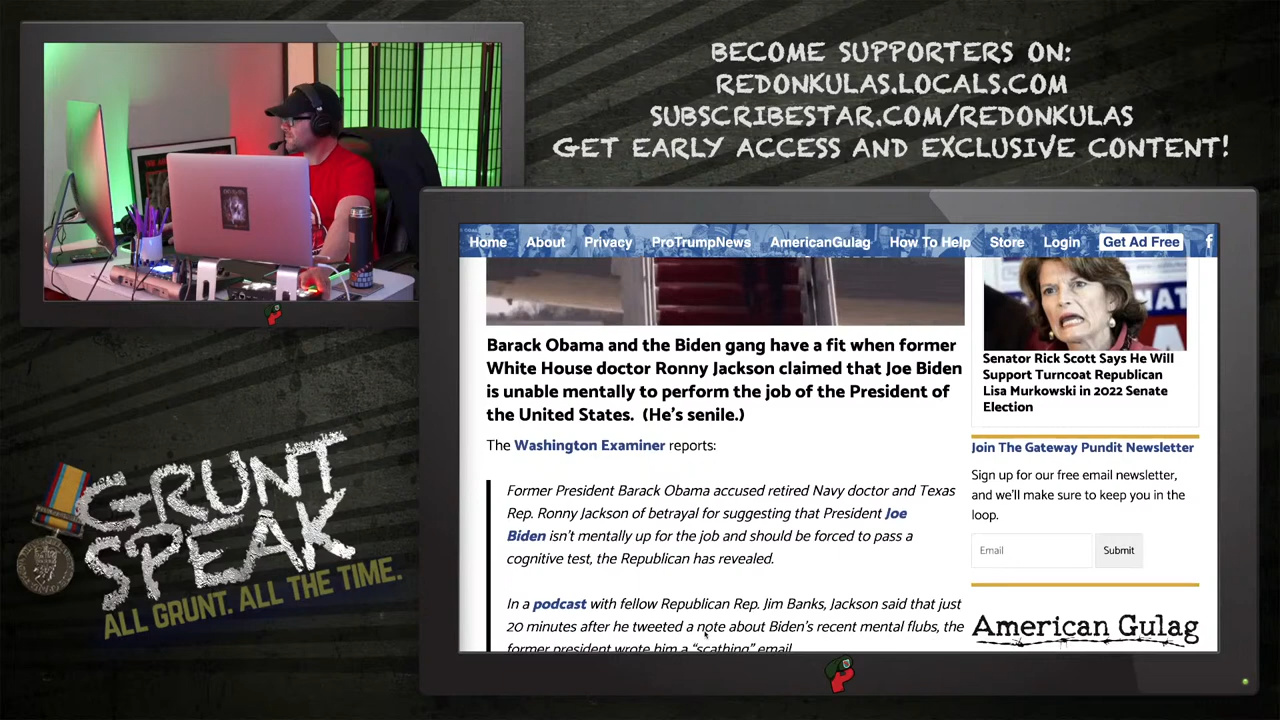 BECOME SUPPORTERS ON:
REDONKULAS.LOCALS.COM
SUBSCRIBESTAR.COM/REDONKULAS
GET EARLY ACCESS AND EXCLUSIVE CONTENT!
Home About Privacy ProTrumpNews AmericanGulag How To Help Store Login Get Ad Free f
Barack Obama and the Biden gang have a fit when former
White House doctor Ronny Jackson claimed that Joe Biden
is unable mentally to perform the job of the President of
the United States. (He's senile.)
The Washington Examiner reports:
Former President Barack Obama accused retired Navy doctor and Texas
Rep. Ronny Jackson of betrayal for suggesting that President Joe
Biden isn't mentally up for the job and should be forced to pass a
cognitive test, the Republican has revealed.
In a podcast with fellow Republican Rep. Jim Banks, Jackson said that just
20 minutes after he tweeted a note about Biden's recent mental flubs, the
former president wrote him a "scathing" email
Senator Rick Scott Says He Will
Support Turncoat Republican
Lisa Murkowski in 2022 Senate
Election
Join The Gateway Pundit Newsletter
Sign up for our free email newsletter,
and we'll make sure to keep you in the
loop.
Email Submit
American Gulag
GRUNT
SPEAK
ALL GRUNT. ALL THE TIME.